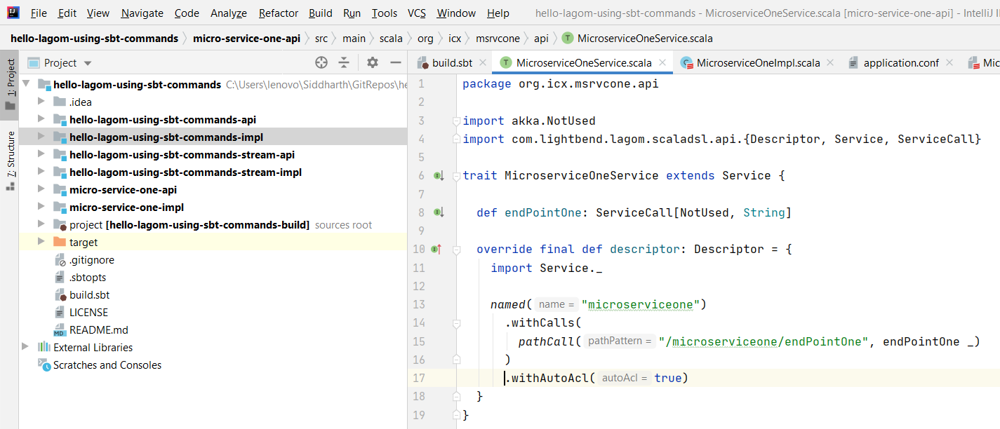 File Edit View Navigate Code Analyze Refactor Build Run Tools VCS Window Help hello-lagom-using-sbt-commands - MicroserviceOneService.scala [micro-service-one-api] - IntelliJ
hello-lagom-using-sbt-commands micro-service-one-api src main scala org icx msrvcone api MicroserviceOneService.scala
1: Project
7: Structure
Project
hello-lagom-using-sbt-commands C:\Users\lenovo\Siddharth\GitRepos\he
.idea
hello-lagom-using-sbt-commands-api
hello-lagom-using-sbt-commands-impl
hello-lagom-using-sbt-commands-stream-api
hello-lagom-using-sbt-commands-stream-impl
micro-service-one-api
micro-service-one-impl
project [hello-lagom-using-sbt-commands-build] sources root
target
.gitignore
.sbtopts
build.sbt
LICENSE
README.md
External Libraries
Scratches and Consoles
build.sbt MicroserviceOneService.scala MicroserviceOneImpl.scala application.conf Mic
1 package org.icx.msrvcone.api
2
3 import akka.NotUsed
4 import com.lightbend.lagom.scaladsl.api.{Descriptor, Service, ServiceCall}
5
6 trait MicroserviceOneService extends Service {
7
8 def endPointOne: ServiceCall[NotUsed, String]
9
10 override final def descriptor: Descriptor = {
11 import Service._
12
13 named( name = "microserviceone")
14 .withCalls(
15 pathCall( pathPattern = "/microserviceone/endPointOne", endPointOne _)
16 )
17 .withAutoAcl( autoAcl = true)
18 }
19 }